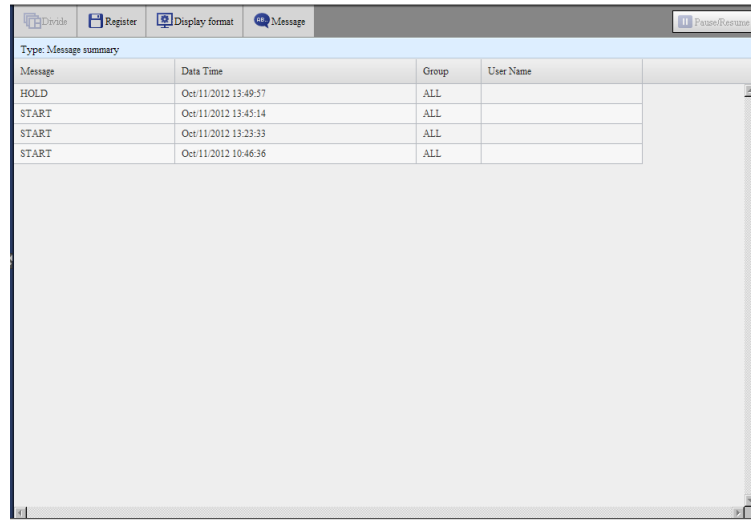 Divide Register Display format Message Pause/Resume
Type: Message summary
Message Data Time Group User Name
HOLD Oct/11/2012 13:49:57 ALL
START Oct/11/2012 13:45:14 ALL
START Oct/11/2012 13:23:33 ALL
START Oct/11/2012 10:46:36 ALL